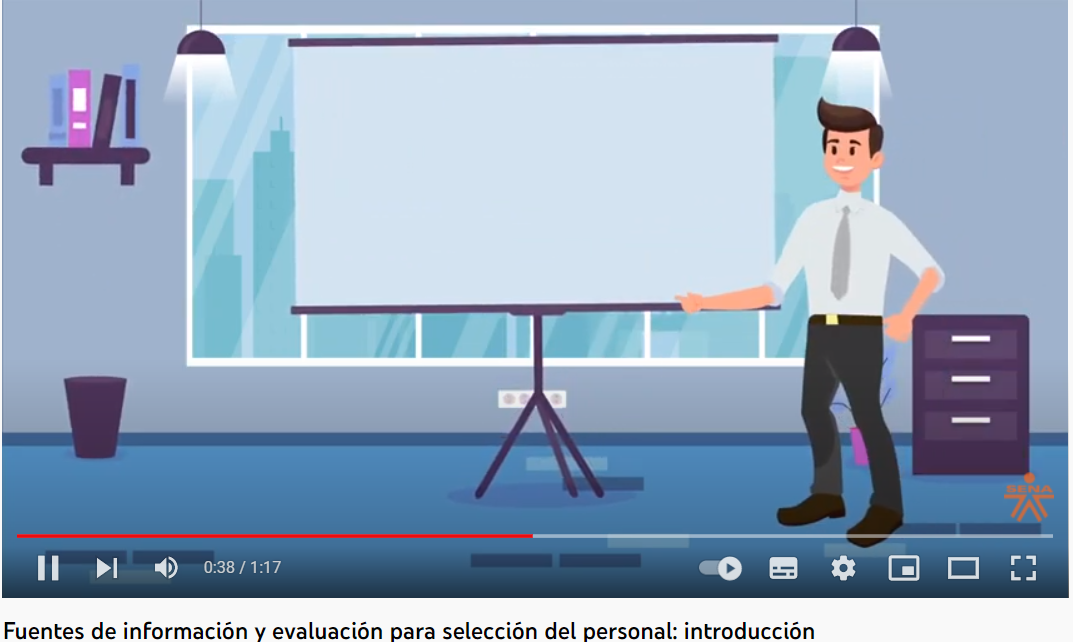 SENA
0:38 / 1:17
Fuentes de información y evaluación para selección del personal: introducción